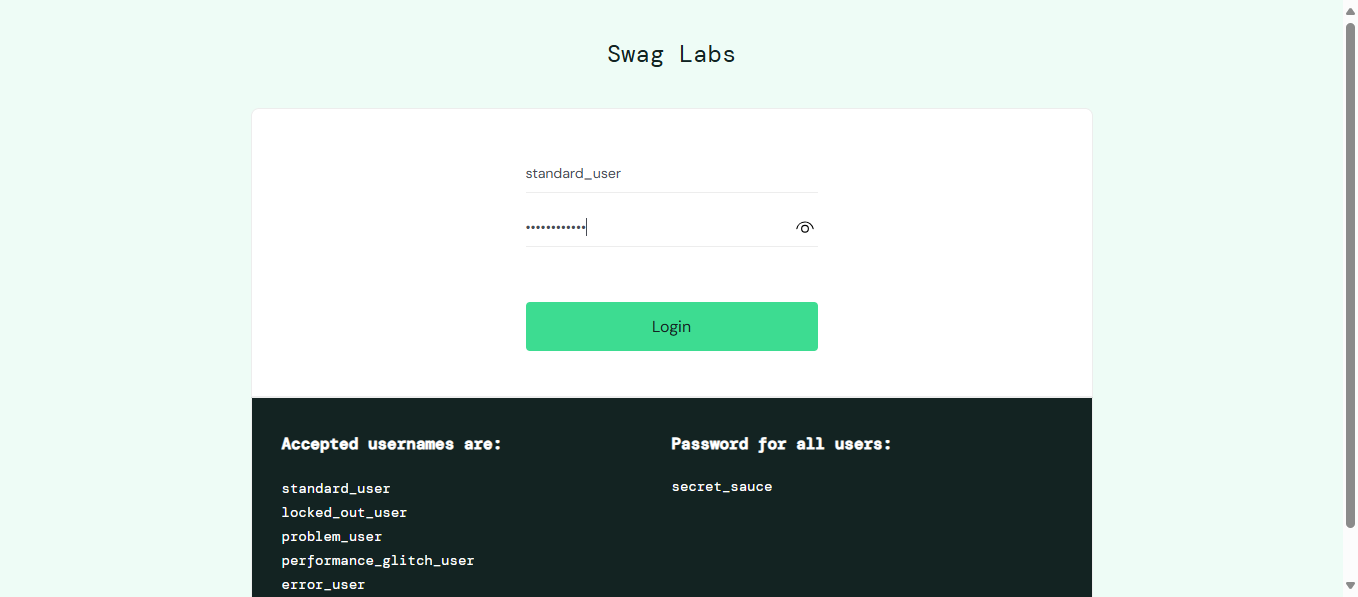 Swag Labs
standard_user
••••••••••••
Login
Accepted usernames are:
standard_user
locked_out_user
problem_user
performance_glitch_user
error_user
Password for all users:
secret_sauce